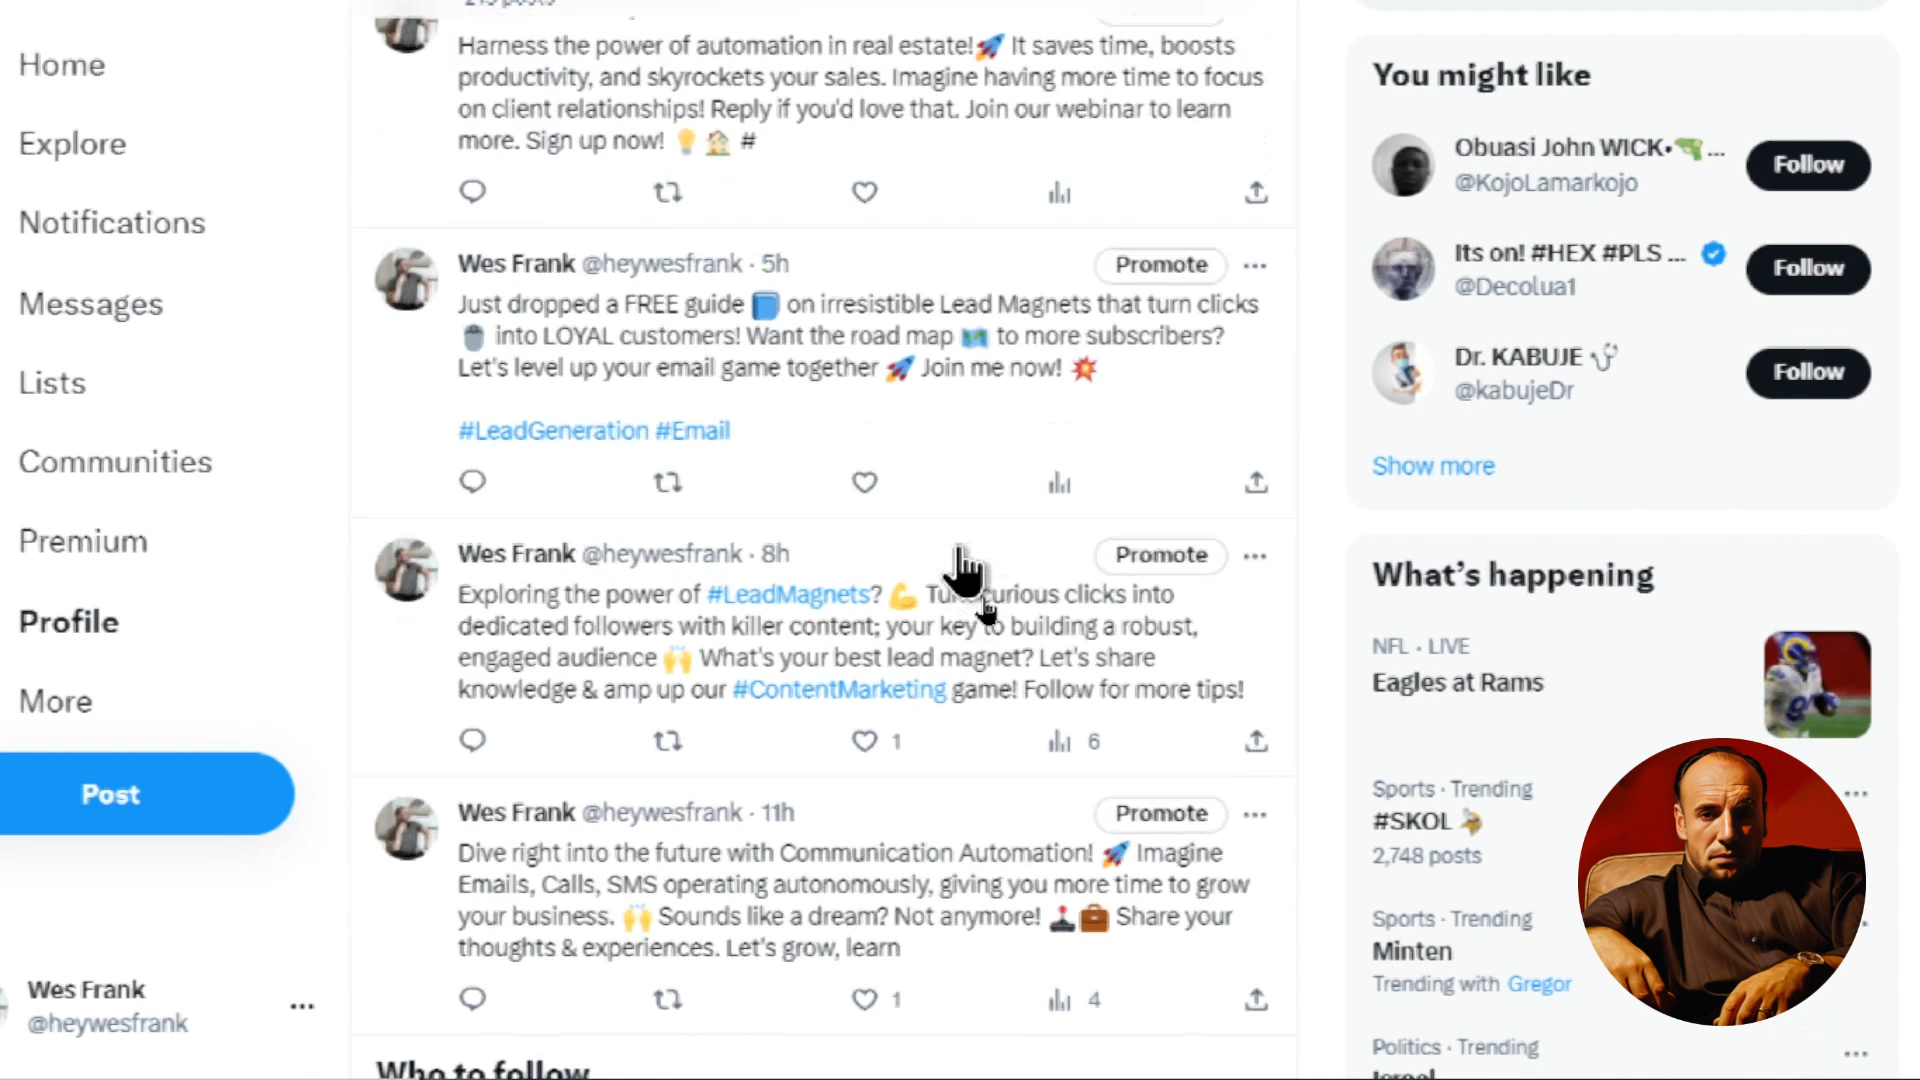 Home
Explore
Notifications
Messages
Lists
Communities
Premium
Profile
More
Post
Wes Frank
@heywesfrank
Harness the power of automation in real estate!🚀 It saves time, boosts
productivity, and skyrockets your sales. Imagine having more time to focus
on client relationships! Reply if you'd love that. Join our webinar to learn
more. Sign up now! 💡 🏠 #
Wes Frank @heywesfrank · 5h
Promote
Just dropped a FREE guide 📘 on irresistible Lead Magnets that turn clicks
🖱️ into LOYAL customers! Want the road map 🗺️ to more subscribers?
Let's level up your email game together 🚀 Join me now! 💥
#LeadGeneration #Email
Wes Frank @heywesfrank · 8h
Promote
Exploring the power of #LeadMagnets? 💪 curious clicks into
dedicated followers with killer content; your key to building a robust,
engaged audience 🙌 What's your best lead magnet? Let's share
knowledge & amp up our #ContentMarketing game! Follow for more tips!
1
6
Wes Frank @heywesfrank · 11h
Promote
Dive right into the future with Communication Automation! 🚀 Imagine
Emails, Calls, SMS operating autonomously, giving you more time to grow
your business. 🙌 Sounds like a dream? Not anymore! 🕹️💼 Share your
thoughts & experiences. Let's grow, learn
1
4
Who to follow
You might like
Obuasi John WICK•🔫 ...
@KojoLamarkojo
Follow
Its on! #HEX #PLS ...
@Decolua1
Follow
Dr. KABUJE 🩺
@kabujeDr
Follow
Show more
What's happening
NFL · LIVE
Eagles at Rams
Sports · Trending
#SKOL
2,748 posts
Sports · Trending
Minten
Trending with Gregor
Politics · Trending
Israel